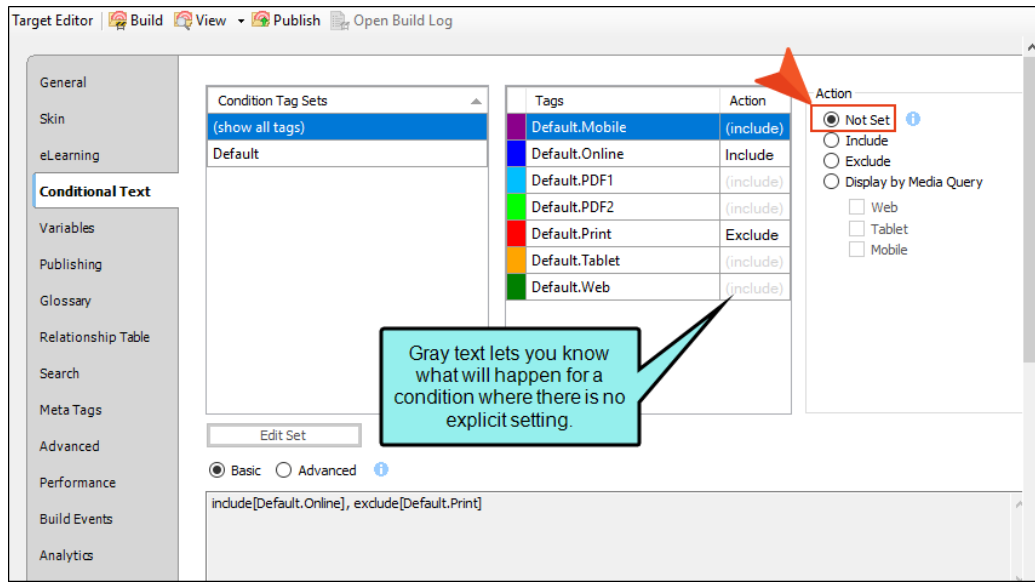 Target Editor Build View Publish Open Build Log
General
Skin
eLearning
Conditional Text
Variables
Publishing
Glossary
Relationship Table
Search
Meta Tags
Advanced
Performance
Build Events
Analytics
Condition Tag Sets
(show all tags)
Default
Tags Action
Default.Mobile (include)
Default.Online Include
Default.PDF1 (include)
Default.PDF2 (include)
Default.Print Exclude
Default.Tablet (include)
Default.Web (include)
Action
Not Set
Include
Exclude
Display by Media Query
Web
Tablet
Mobile
Gray text lets you know
what will happen for a
condition where there is no
explicit setting.
Edit Set
Basic Advanced
include[Default.Online], exclude[Default.Print]